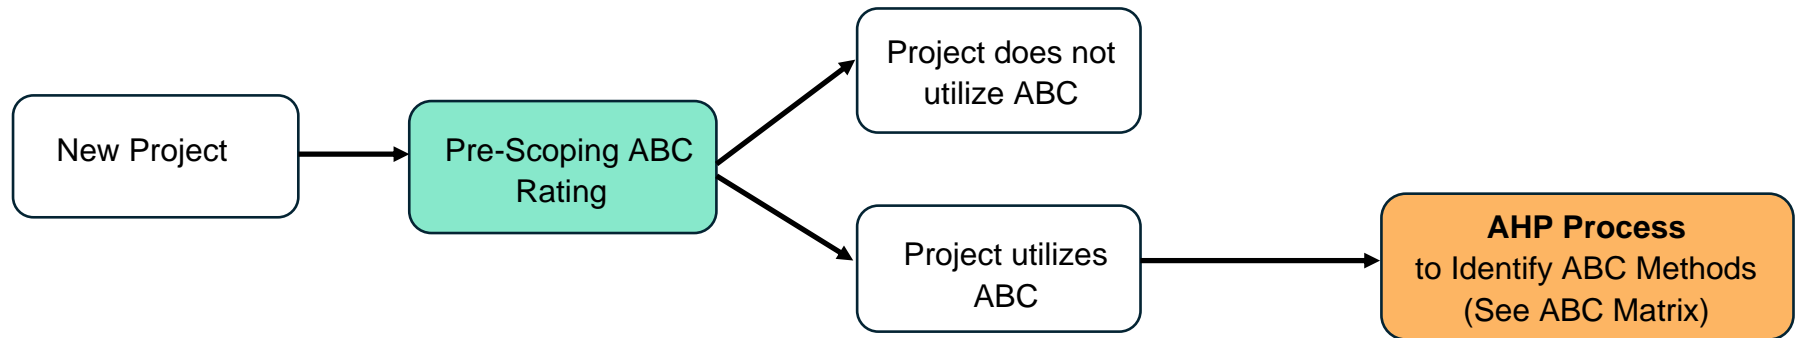 New Project
Pre-Scoping ABC
Rating
Project does not
utilize ABC
Project utilizes
ABC
AHP Process
to Identify ABC Methods
(See ABC Matrix)